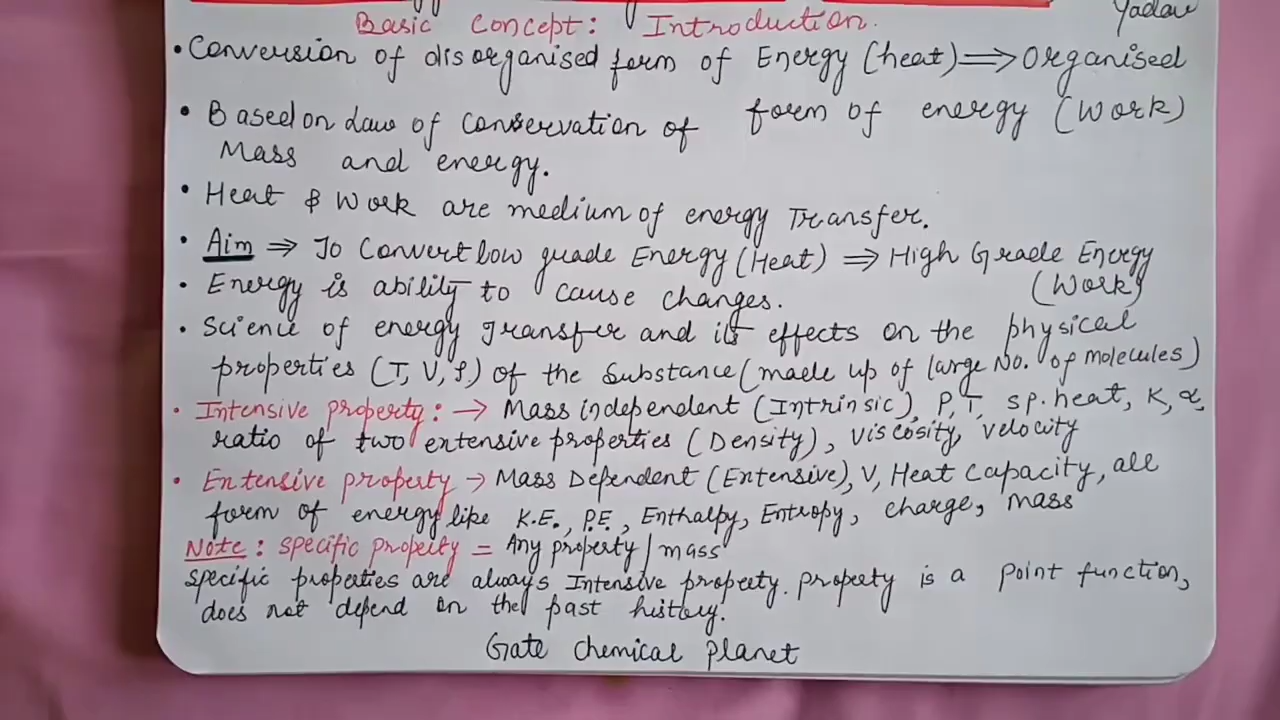 Yadav
Basic Concept: Introduction.
• Conversion of disorganised form of Energy (heat) ⇒ Organised
form of energy (Work)
• Based on Law of Conservation of
Mass and energy.
• Heat & Work are medium of energy Transfer.
• Aim ⇒ To Convert low grade Energy (Heat) ⇒ High Grade Energy
(Work)
• Energy is ability to cause changes.
• Science of energy Transfer and its effects on the physical
properties (T, V, ρ) of the Substance (made up of large No. of molecules)
• Intensive property: → Mass independent (Intrinsic), P, T, sp. heat, K, α,
ratio of two extensive properties (Density), viscosity, velocity
• Extensive property → Mass Dependent (Extensive), V, Heat Capacity, all
form of energy like K.E., P.E., Enthalpy, Entropy, charge, mass
Note: Specific Property = Any property/mass
Specific properties are always Intensive property. Property is a Point function,
does not depend on the past history.
Gate Chemical Planet